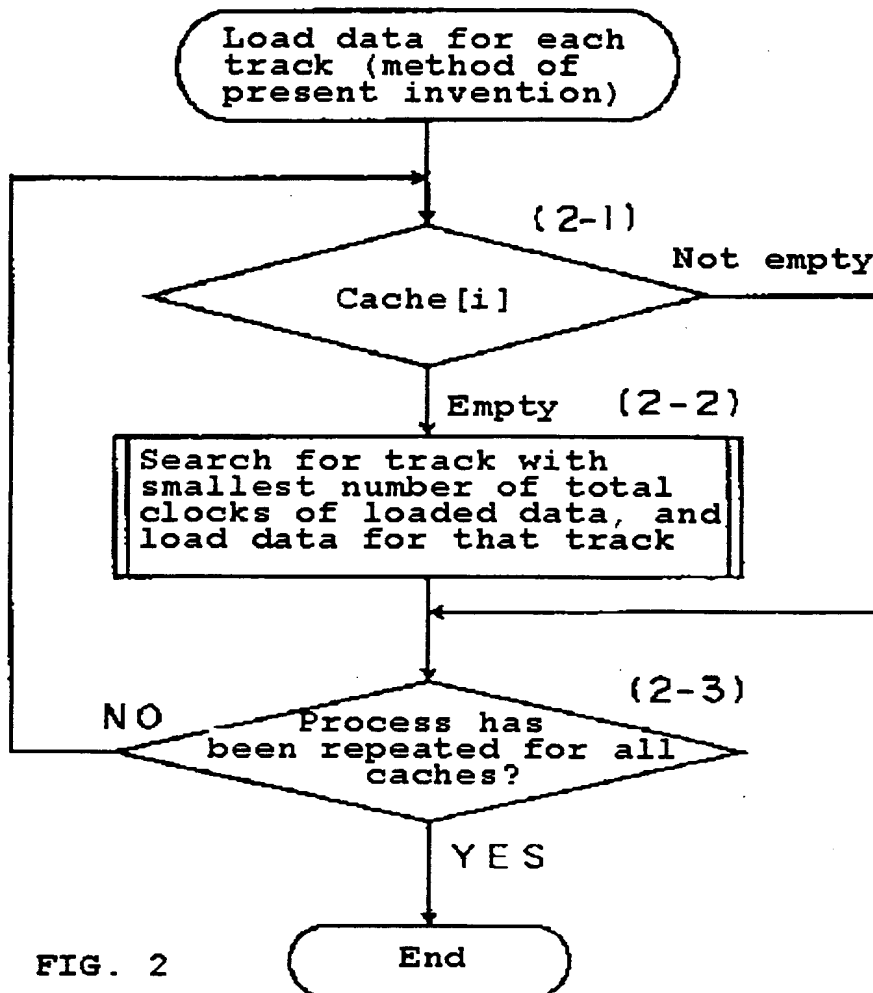 Load data for each
track (method of
present invention)
(2-1)
Not empty
Cache[i]
Empty
(2-2)
Search for track with
smallest number of total
clocks of loaded data, and
load data for that track
(2-3)
NO
Process has
been repeated for all
caches?
YES
End
FIG. 2